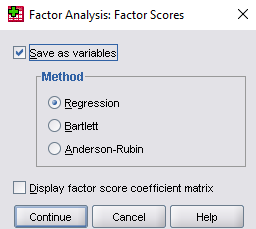 Factor Analysis: Factor Scores
Save as variables
Method
Regression
Bartlett
Anderson-Rubin
Display factor score coefficient matrix
Continue Cancel Help